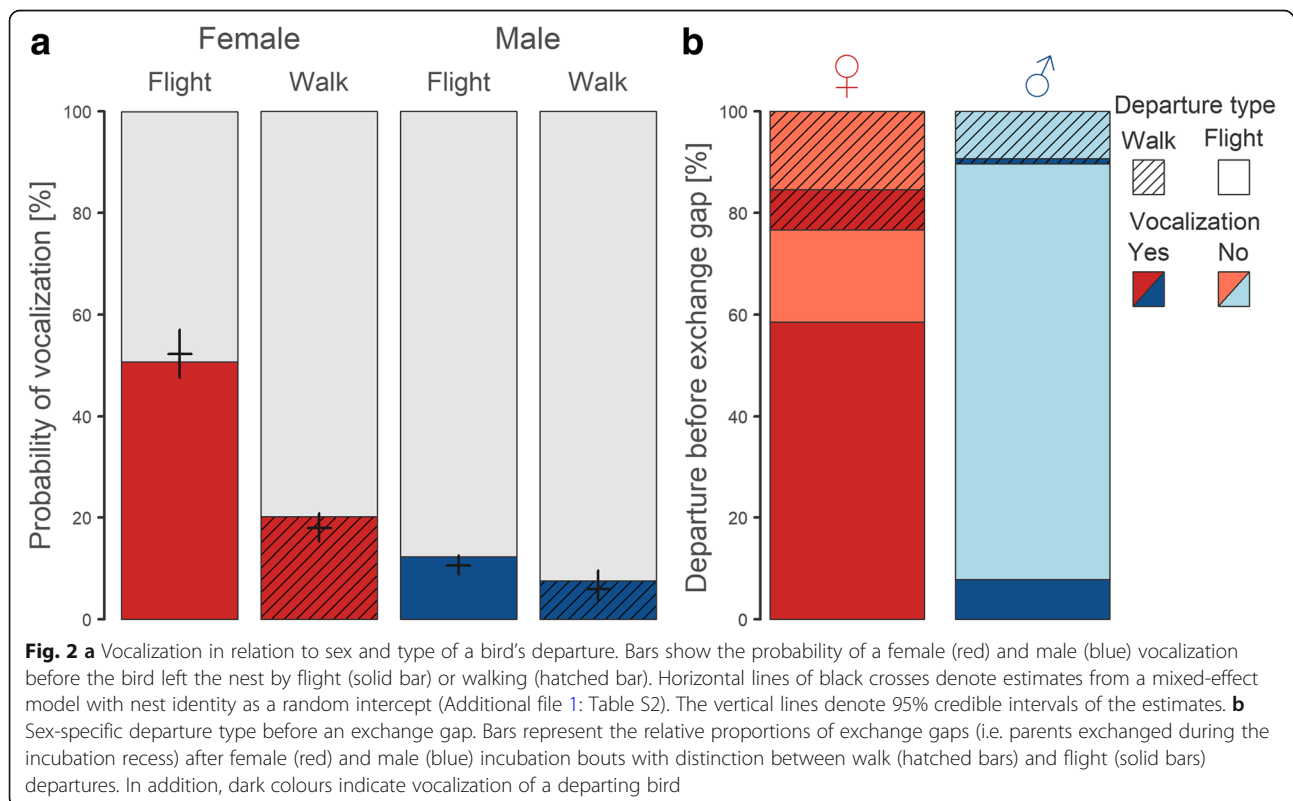 a
Female Male
Flight Walk Flight Walk
Probability of vocalization [%]
100
80
60
40
20
0
b
♀ ♂
Departure before exchange gap [%]
100
80
60
40
20
0
Departure type
Walk Flight
Vocalization
Yes No
Fig. 2 a Vocalization in relation to sex and type of a bird's departure. Bars show the probability of a female (red) and male (blue) vocalization
before the bird left the nest by flight (solid bar) or walking (hatched bar). Horizontal lines of black crosses denote estimates from a mixed-effect
model with nest identity as a random intercept (Additional file 1: Table S2). The vertical lines denote 95% credible intervals of the estimates. b
Sex-specific departure type before an exchange gap. Bars represent the relative proportions of exchange gaps (i.e. parents exchanged during the
incubation recess) after female (red) and male (blue) incubation bouts with distinction between walk (hatched bars) and flight (solid bars)
departures. In addition, dark colours indicate vocalization of a departing bird